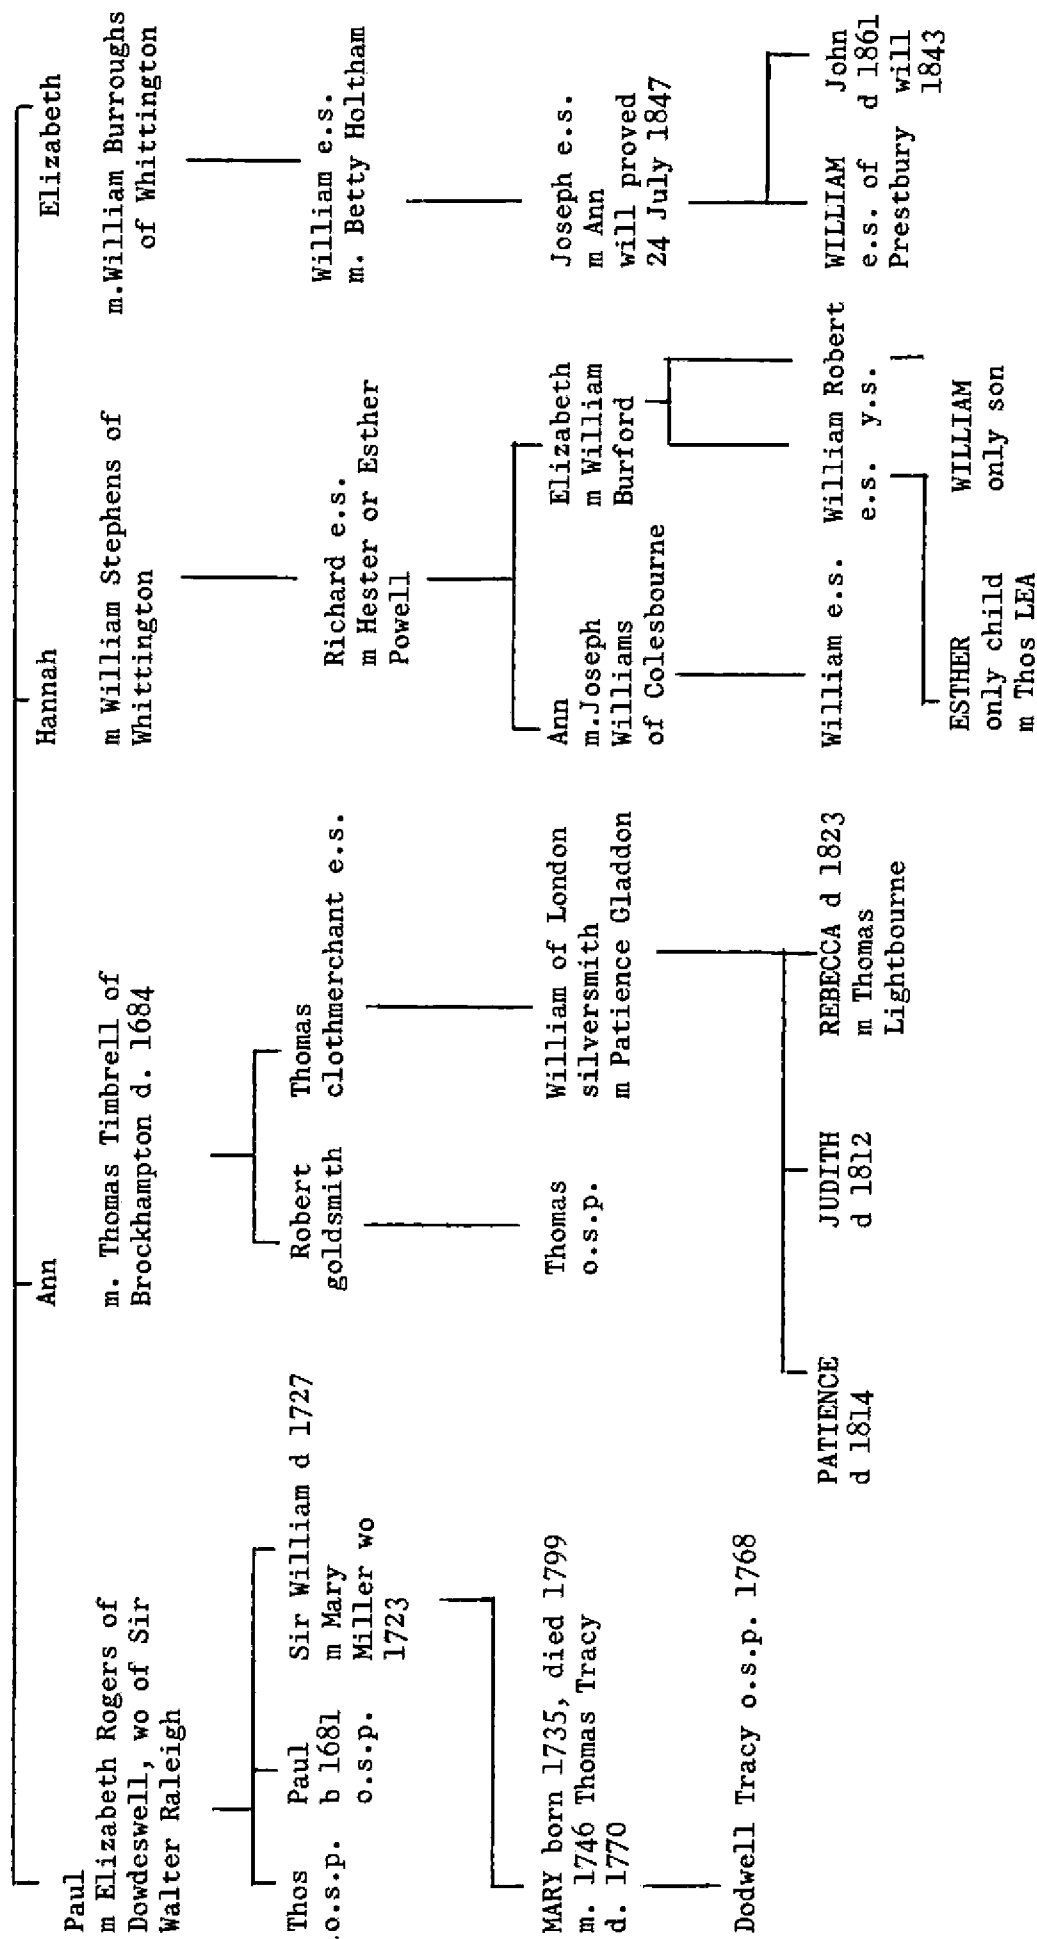 Paul
m Elizabeth Rogers of
Dowdeswell, wo of Sir
Walter Raleigh
Ann
m. Thomas Timbrell of
Brockhampton d. 1684
Hannah
m William Stephens of
Whittington
Elizabeth
m.William Burroughs
of Whittington
Thos
.o.s.p.
Paul
b 1681
o.s.p.
Sir William d 1727
m Mary
Miller wo
1723
Robert
goldsmith
Thomas
clothmerchant e.s.
Richard e.s.
m Hester or Esther
Powell
William e.s.
m. Betty Holtham
MARY born 1735, died 1799
m. 1746 Thomas Tracy
d. 1770
Thomas
o.s.p.
William of London
silversmith
m Patience Gladdon
Ann
m.Joseph
Williams
of Colesbourne
Elizabeth
m William
Burford
Joseph e.s.
m Ann
will proved
24 July 1847
Dodwell Tracy o.s.p. 1768
PATIENCE
d 1814
JUDITH
d 1812
REBECCA d 1823
m Thomas
Lightbourne
William e.s.
William
e.s.
Robert
y.s.
WILLIAM
e.s. of
Prestbury
John
d 1861
will
1843
ESTHER
only child
m Thos LEA
WILLIAM
only son